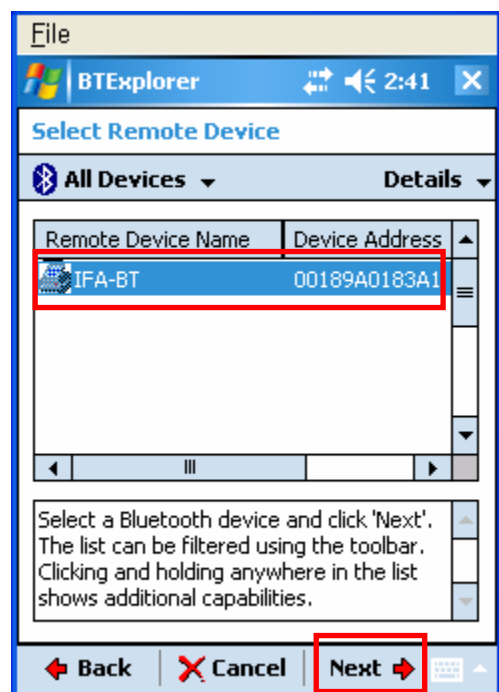 File
BTExplorer 2:41
Select Remote Device
All Devices Details
Remote Device Name Device Address
IFA-BT 00189A0183A1
Select a Bluetooth device and click 'Next'.
The list can be filtered using the toolbar.
Clicking and holding anywhere in the list
shows additional capabilities.
Back Cancel Next